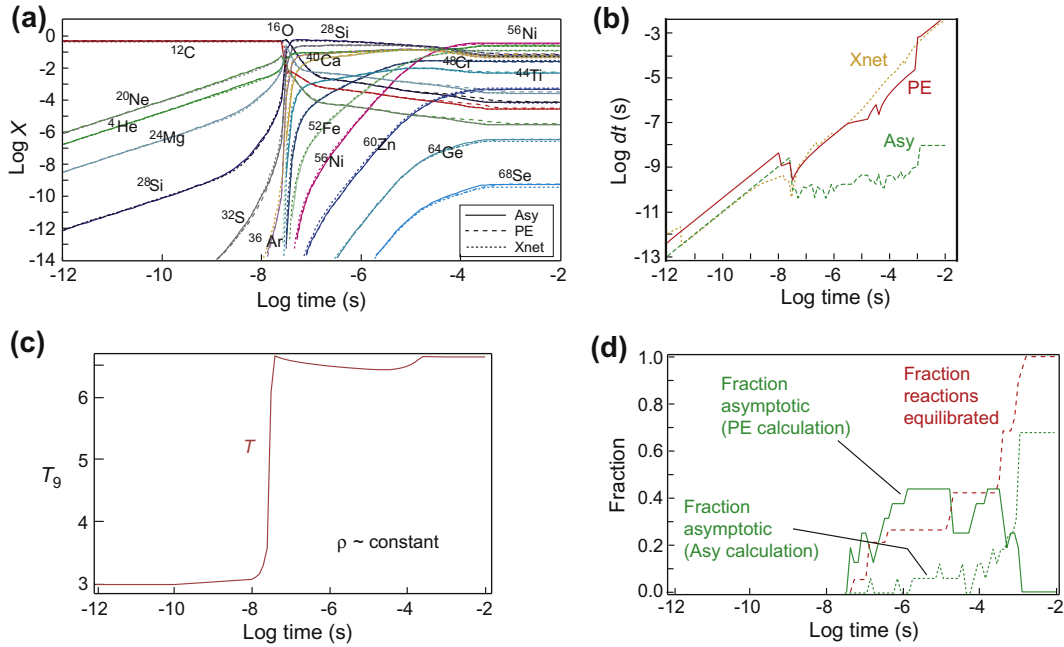 (a)
Log X
0
-2
-4
-6
-8
-10
-12
-14
-12
-10
-8
-6
-4
-2
Log time (s)
12C
16O
28Si
56Ni
40Ca
48Cr
44Ti
20Ne
4He
24Mg
28Si
32S
36 Ar
52Fe
56Ni
60Zn
64Ge
68Se
Asy
PE
Xnet
(b)
Log dt (s)
-3
-5
-7
-9
-11
-13
-12
-10
-8
-6
-4
-2
Log time (s)
Xnet
PE
Asy
(c)
T9
6
5
4
3
T
ρ ~ constant
-12
-10
-8
-6
-4
-2
Log time (s)
(d)
Fraction
1.0
0.8
0.6
0.4
0.2
0.0
Fraction
asymptotic
(PE calculation)
Fraction
reactions
equilibrated
Fraction
asymptotic
(Asy calculation)
-12
-10
-8
-6
-4
-2
Log time (s)